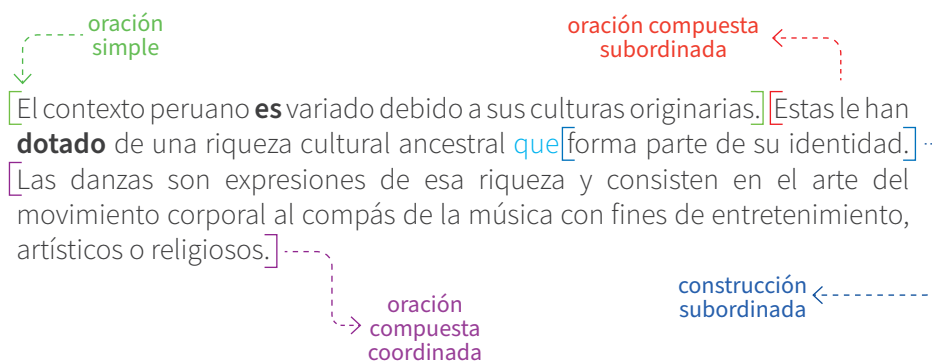 oración
simple
oración compuesta
subordinada
El contexto peruano es variado debido a sus culturas originarias. Estas le han
dotado de una riqueza cultural ancestral que forma parte de su identidad.
Las danzas son expresiones de esa riqueza y consisten en el arte del
movimiento corporal al compás de la música con fines de entretenimiento,
artísticos o religiosos.
construcción
subordinada
oración
compuesta
coordinada